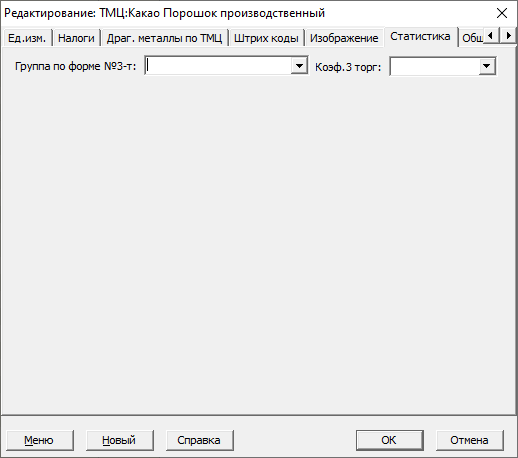 Редактирование: ТМЦ:Какао Порошок производственный
Ед.изм. Налоги Драг. металлы по ТМЦ Штрих коды Изображение Статистика Общ
Группа по форме №3-т: Коэф.3 торг:
Меню Новый Справка OK Отмена